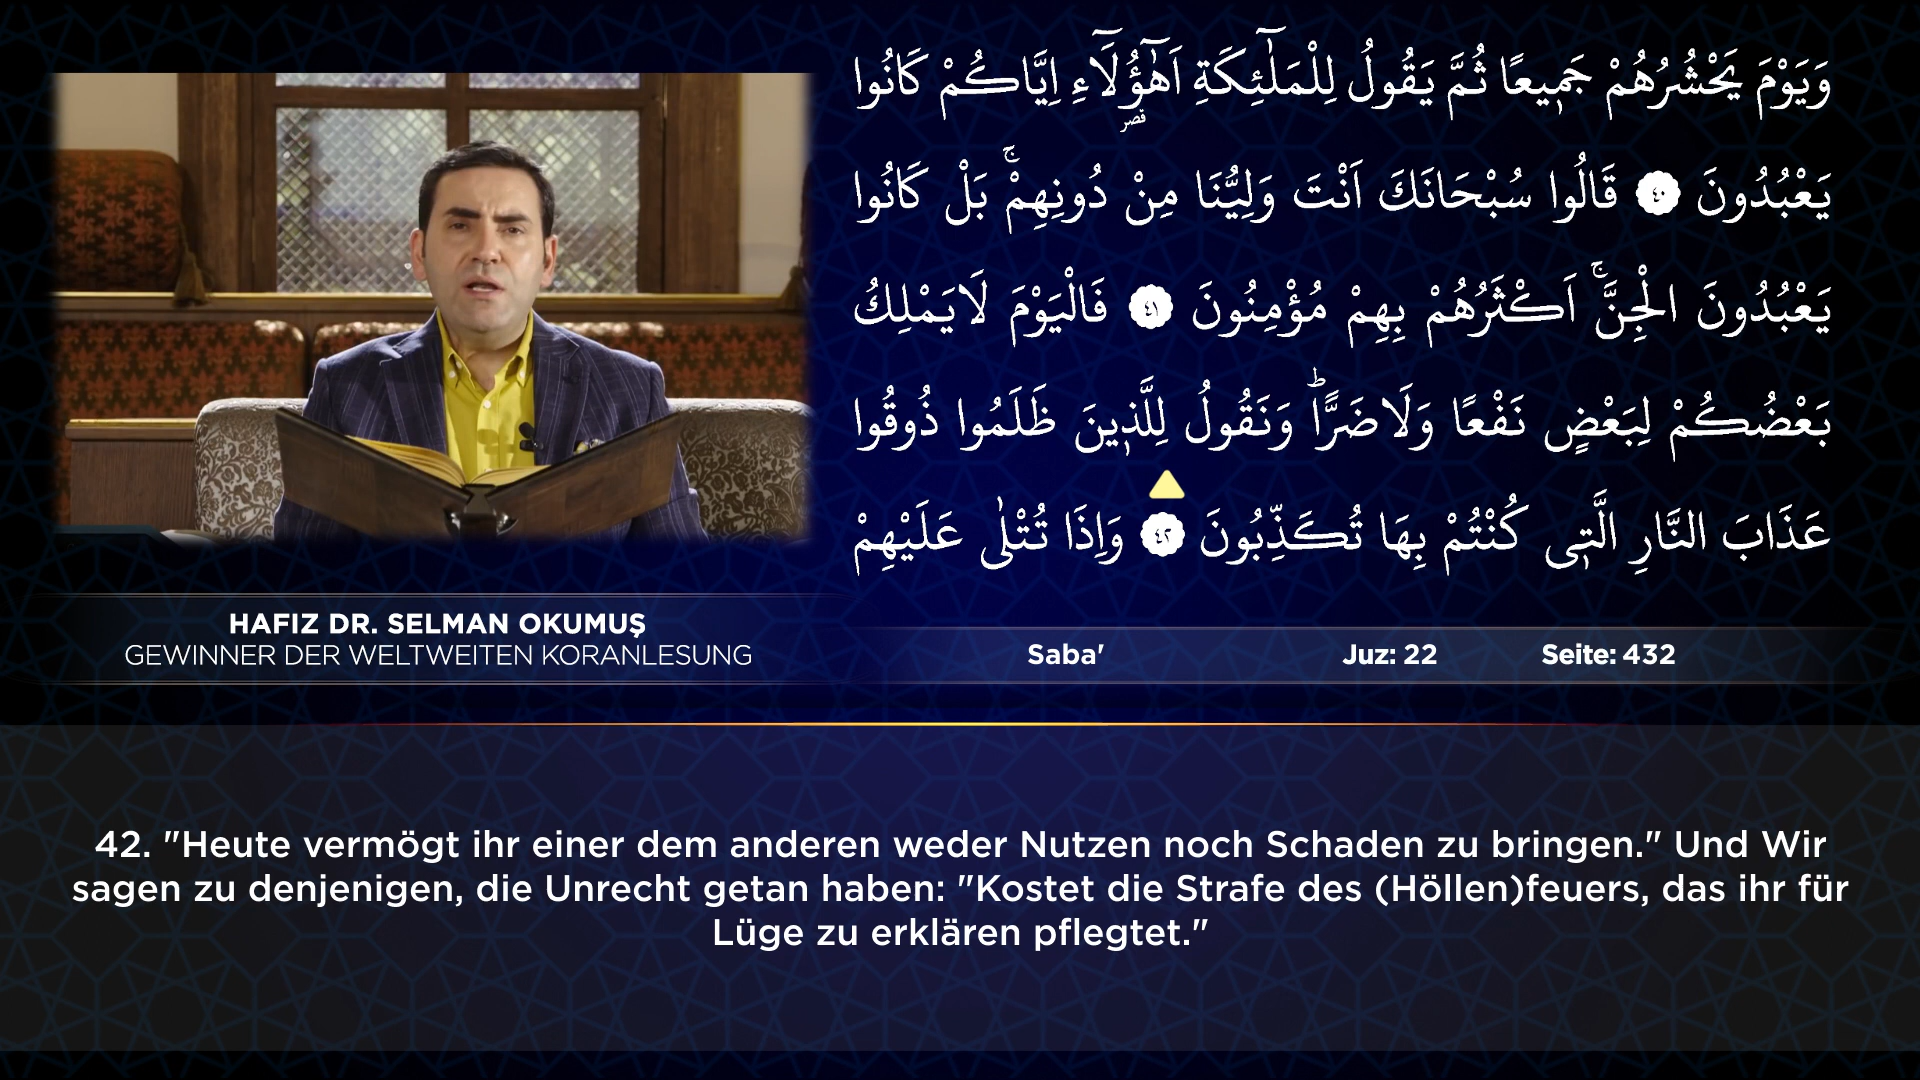 وَيَوْمَ يَحْشُرُهُمْ جَمٖيعًا ثُمَّ يَقُولُ لِلْمَلٰٓئِكَةِ اَهٰٓؤُ۬لَٓاءِ اِيَّاكُمْ كَانُوا
قصر
يَعْبُدُونَ ٤٠ قَالُوا سُبْحَانَكَ اَنْتَ وَلِيُّنَا مِنْ دُونِهِمْۚ بَلْ كَانُوا
يَعْبُدُونَ الْجِنَّۚ اَكْثَرُهُمْ بِهِمْ مُؤْمِنُونَ ٤١ فَالْيَوْمَ لَا يَمْلِكُ
بَعْضُكُمْ لِبَعْضٍ نَفْعًا وَلَا ضَرًّاؕ وَنَقُولُ لِلَّذٖينَ ظَلَمُوا ذُوقُوا
عَذَابَ النَّارِ الَّتٖى كُنْتُمْ بِهَا تُكَذِّبُونَ ٤٢ وَاِذَا تُتْلٰى عَلَيْهِمْ
HAFIZ DR. SELMAN OKUMUŞ
GEWINNER DER WELTWEITEN KORANLESUNG
Saba' Juz: 22 Seite: 432
42. "Heute vermögt ihr einer dem anderen weder Nutzen noch Schaden zu bringen." Und Wir
sagen zu denjenigen, die Unrecht getan haben: "Kostet die Strafe des (Höllen)feuers, das ihr für
Lüge zu erklären pflegtet."